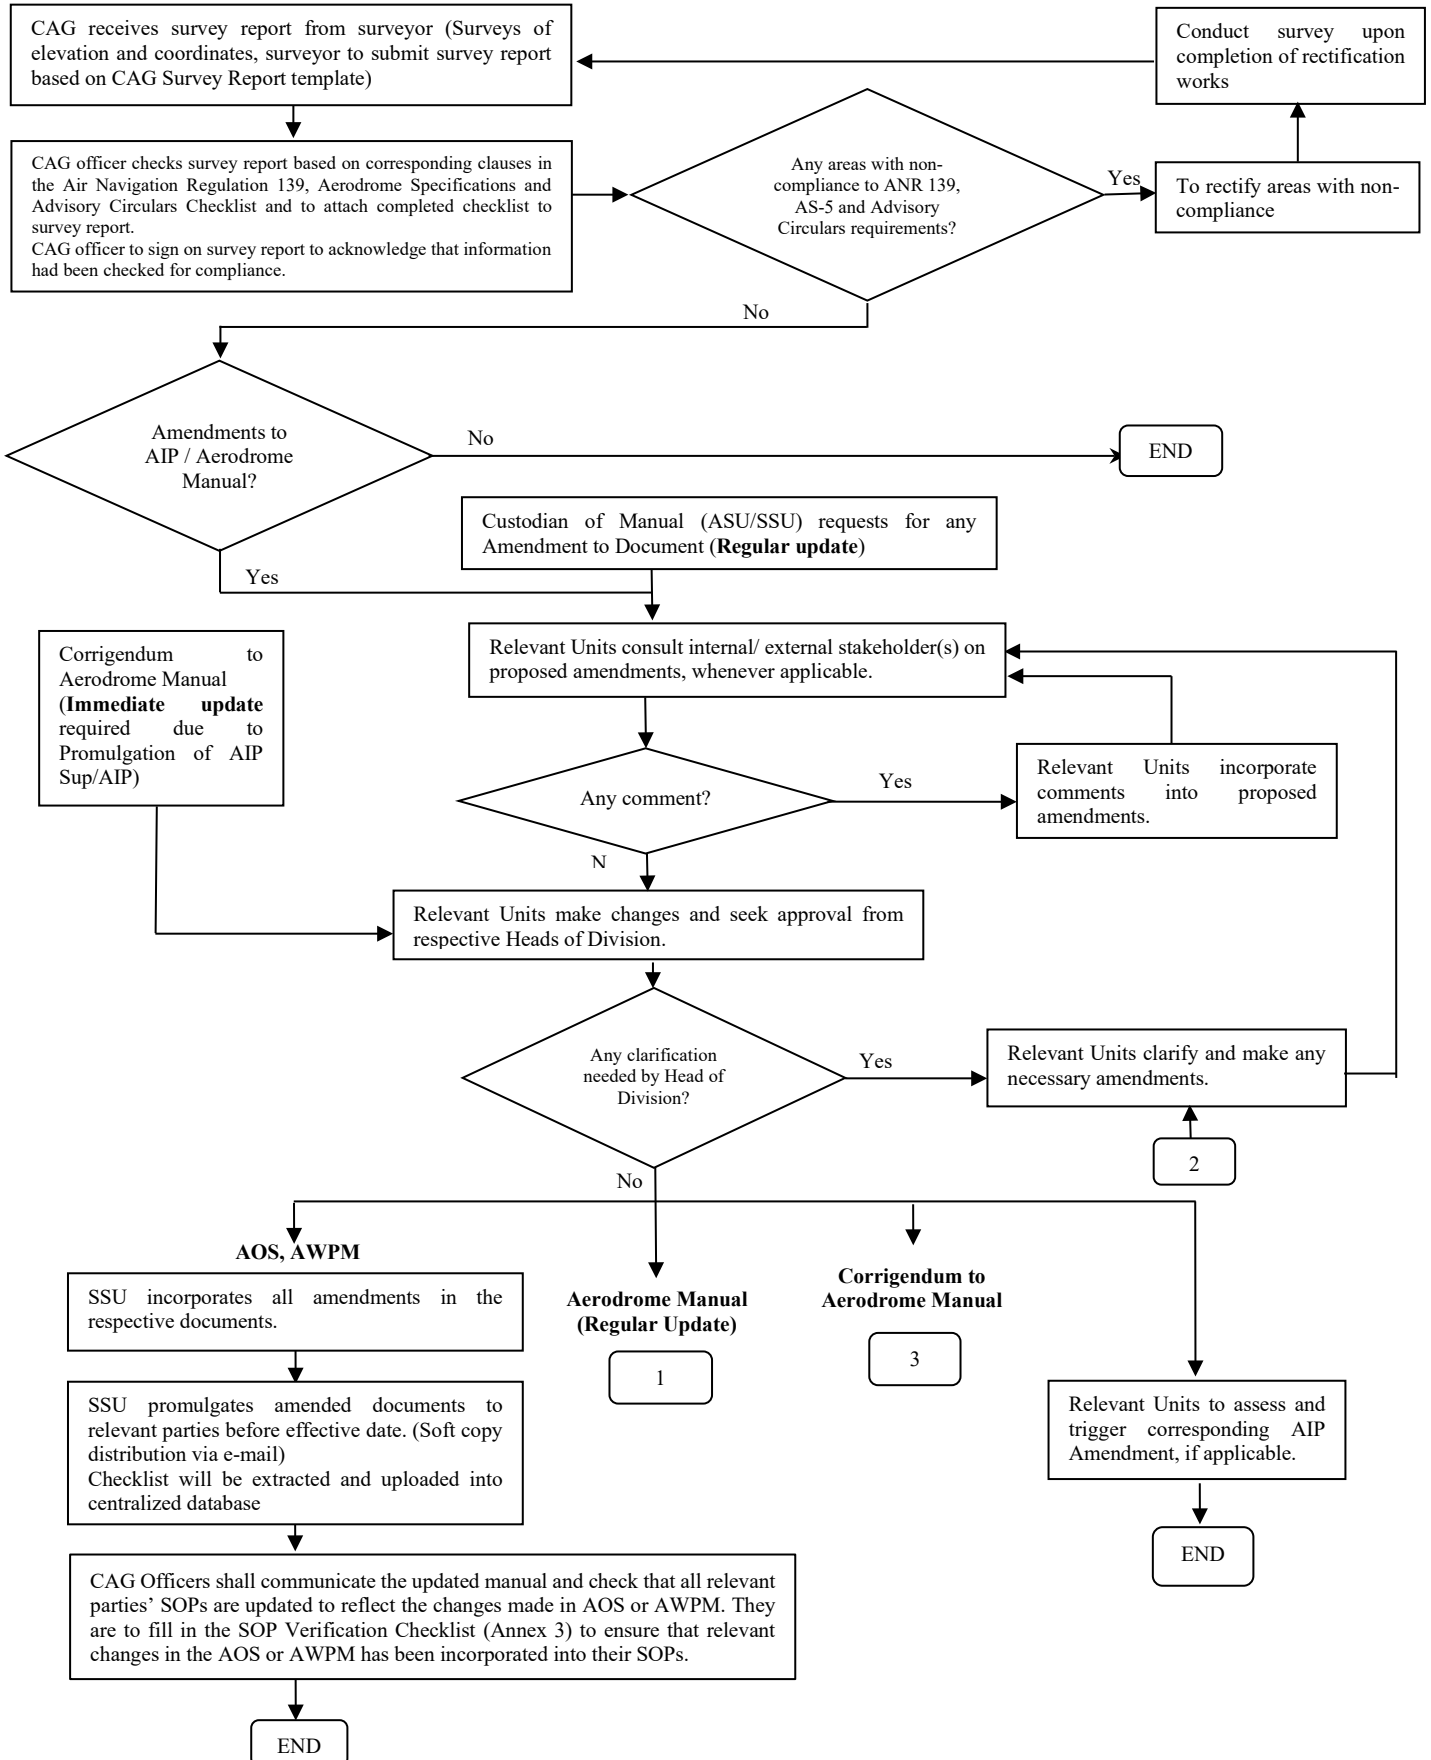 CAG receives survey report from surveyor (Surveys of
elevation and coordinates, surveyor to submit survey report
based on CAG Survey Report template)
Conduct survey upon
completion of rectification
works
CAG officer checks survey report based on corresponding clauses in
the Air Navigation Regulation 139, Aerodrome Specifications and
Advisory Circulars Checklist and to attach completed checklist to
survey report.
CAG officer to sign on survey report to acknowledge that information
had been checked for compliance.
Any areas with non-
compliance to ANR 139,
AS-5 and Advisory
Circulars requirements?
Yes
To rectify areas with non-
compliance
No
Amendments to
AIP / Aerodrome
Manual?
No
END
Custodian of Manual (ASU/SSU) requests for any
Amendment to Document (Regular update)
Yes
Relevant Units consult internal/ external stakeholder(s) on
proposed amendments, whenever applicable.
Corrigendum to
Aerodrome Manual
(Immediate update
required due to
Promulgation of AIP
Sup/AIP)
Any comment?
Yes
Relevant Units incorporate
comments into proposed
amendments.
N
Relevant Units make changes and seek approval from
respective Heads of Division.
Any clarification
needed by Head of
Division?
Yes
Relevant Units clarify and make any
necessary amendments.
2
No
AOS, AWPM
SSU incorporates all amendments in the
respective documents.
Aerodrome Manual
(Regular Update)
1
Corrigendum to
Aerodrome Manual
3
SSU promulgates amended documents to
relevant parties before effective date. (Soft copy
distribution via e-mail)
Checklist will be extracted and uploaded into
centralized database
Relevant Units to assess and
trigger corresponding AIP
Amendment, if applicable.
END
CAG Officers shall communicate the updated manual and check that all relevant
parties' SOPs are updated to reflect the changes made in AOS or AWPM. They
are to fill in the SOP Verification Checklist (Annex 3) to ensure that relevant
changes in the AOS or AWPM has been incorporated into their SOPs.
END